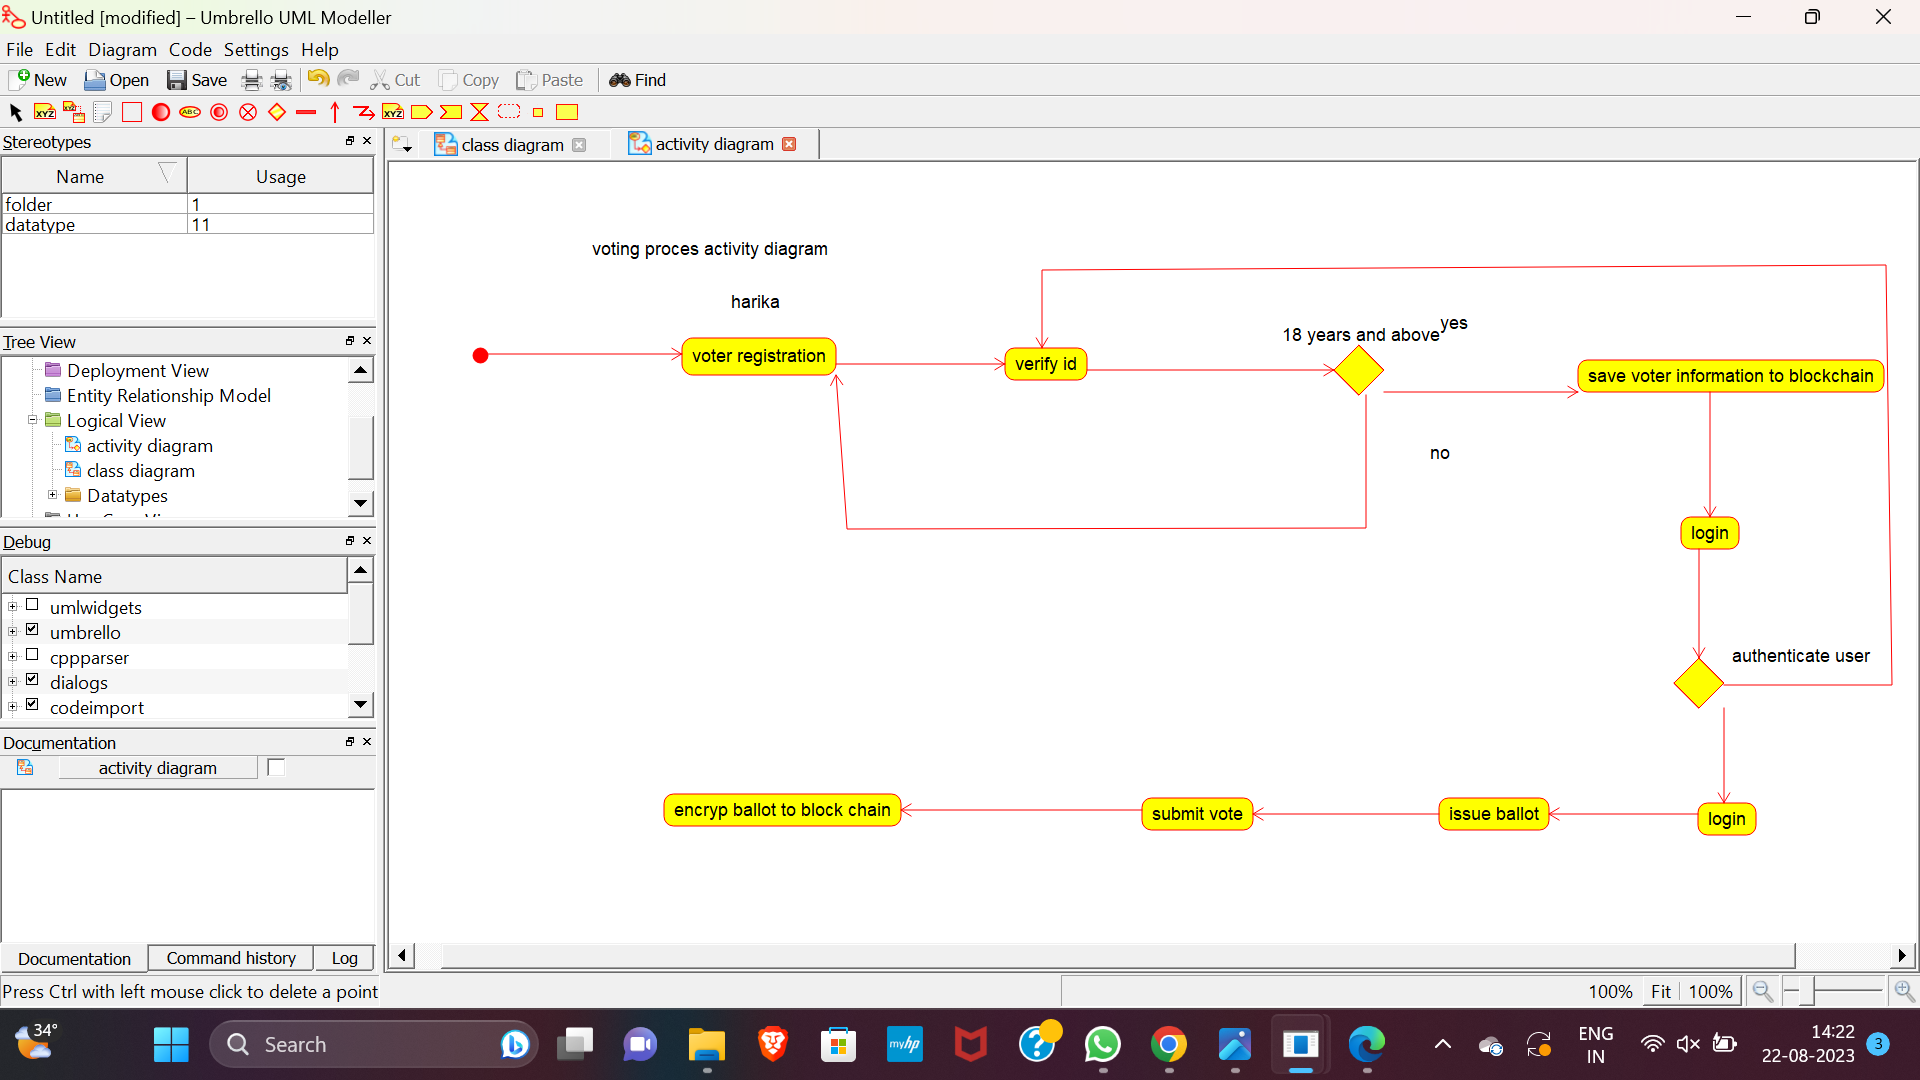 Untitled [modified] – Umbrello UML Modeller
File Edit Diagram Code Settings Help
New Open Save Cut Copy Paste Find
XYZ XYZ ABC XYZ
Stereotypes
class diagram activity diagram
Name Usage
folder 1
datatype 11
voting proces activity diagram
harika
18 years and above yes
voter registration
verify id
save voter information to blockchain
no
login
authenticate user
encryp ballot to block chain
submit vote
issue ballot
login
Tree View
Deployment View
Entity Relationship Model
Logical View
activity diagram
class diagram
Datatypes
Debug
Class Name
umlwidgets
umbrello
cppparser
dialogs
codeimport
Documentation
activity diagram
Documentation Command history Log
Press Ctrl with left mouse click to delete a point
100% Fit 100%
34°
Search
myhp
ENG
IN
14:22
22-08-2023
3